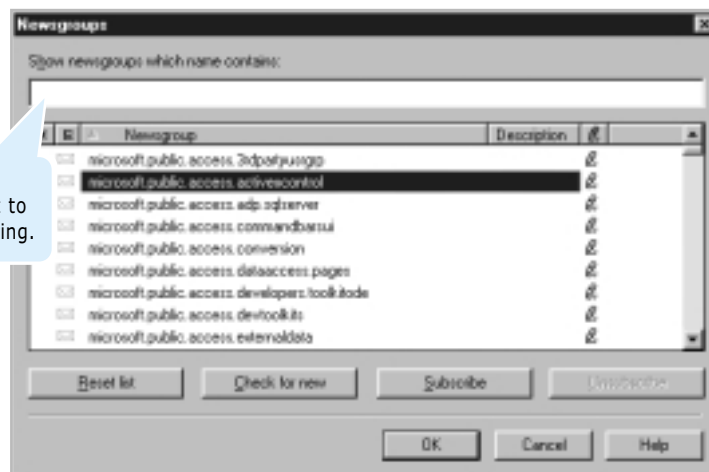 Newsgroups
Show newsgroups which name contains:
Newsgroup Description
microsoft.public.access.3rdpartyusrgrp
microsoft.public.access.activexcontrol
microsoft.public.access.adp.sqlserver
microsoft.public.access.commandbarsui
microsoft.public.access.conversion
microsoft.public.access.dataaccess.pages
microsoft.public.access.developers.toolkitode
microsoft.public.access.devtoolkits
microsoft.public.access.externaldata
to
ing.
Reset list Check for new Subscribe Unsubscribe
OK Cancel Help